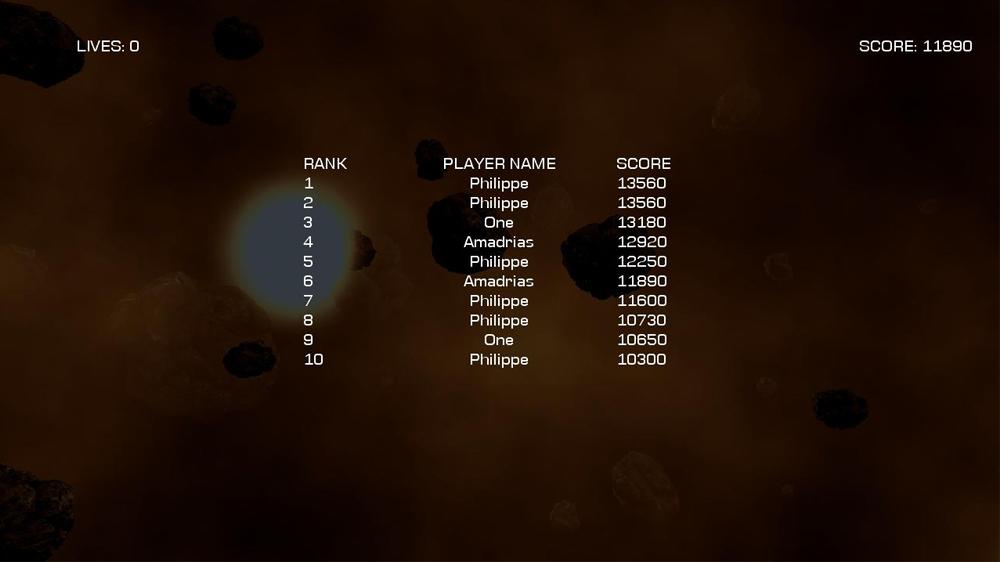 LIVES: 0 SCORE: 11890
RANK PLAYER NAME SCORE
1 Philippe 13560
2 Philippe 13560
3 One 13180
4 Amadrias 12920
5 Philippe 12250
6 Amadrias 11890
7 Philippe 11600
8 Philippe 10730
9 One 10650
10 Philippe 10300